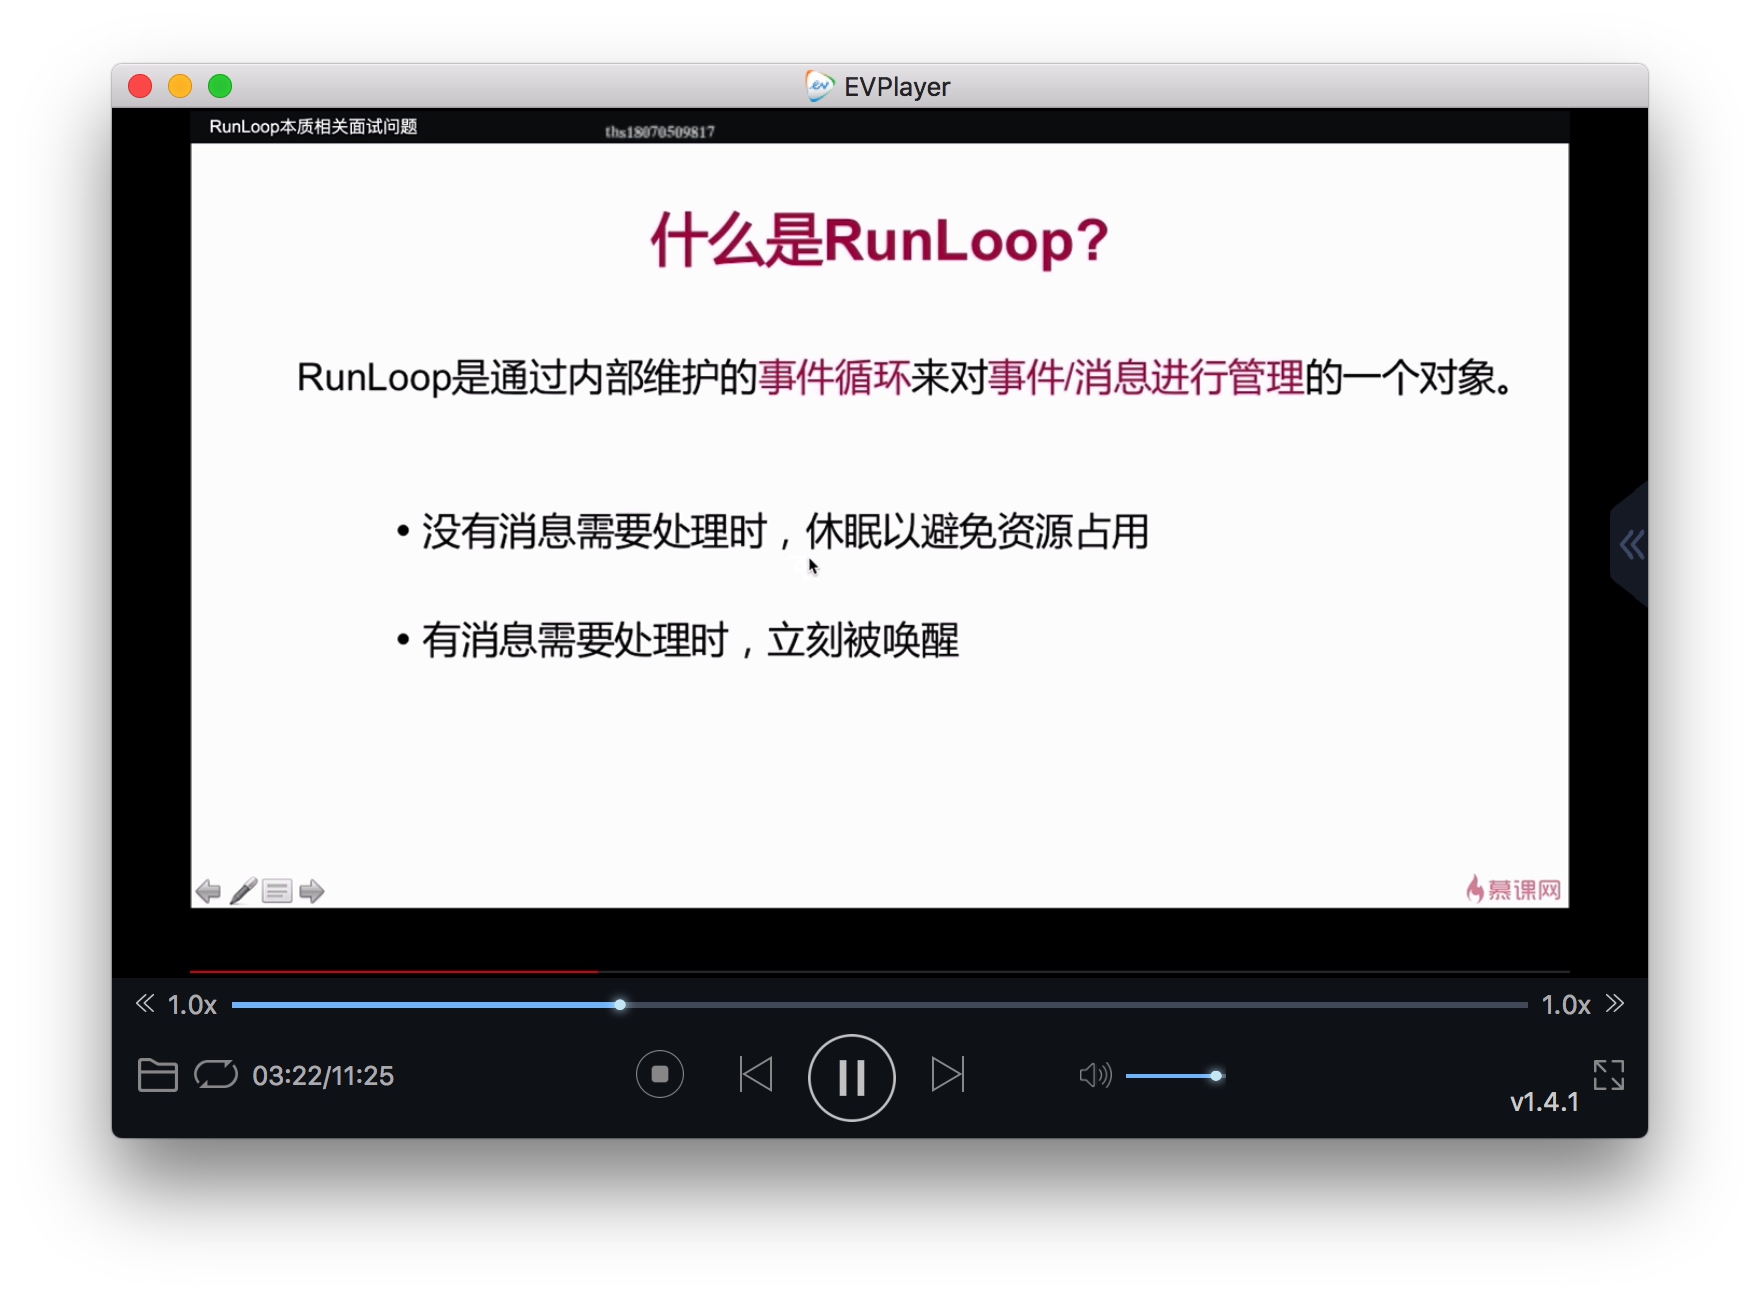 EVPlayer
RunLoop本质相关面试问题
ths18070509817
什么是RunLoop?
RunLoop是通过内部维护的事件循环来对事件/消息进行管理的一个对象。
• 没有消息需要处理时，休眠以避免资源占用
• 有消息需要处理时，立刻被唤醒
慕课网
1.0x
1.0x
03:22/11:25
v1.4.1